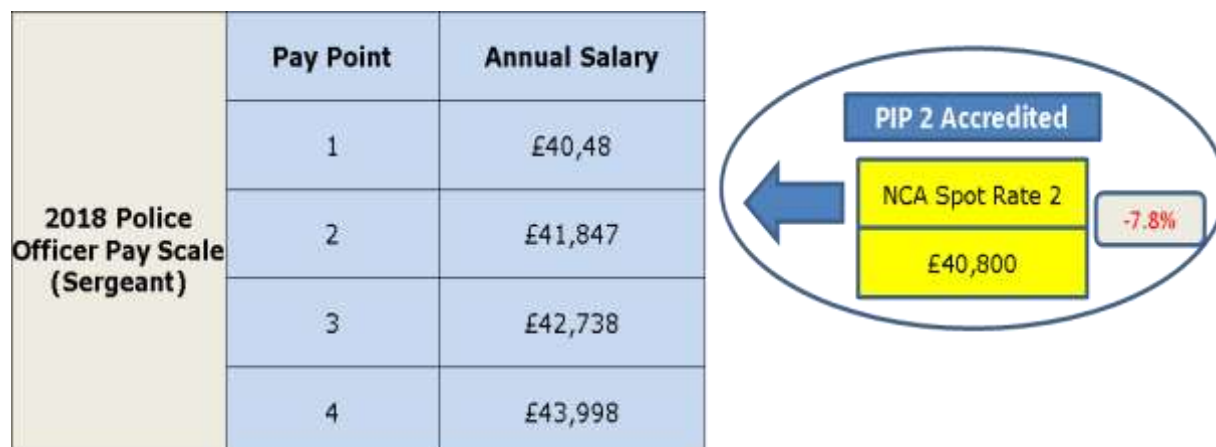 2018 Police
Officer Pay Scale
(Sergeant)
Pay Point Annual Salary
1 £40,48
2 £41,847
3 £42,738
4 £43,998
PIP 2 Accredited
NCA Spot Rate 2
£40,800
-7.8%